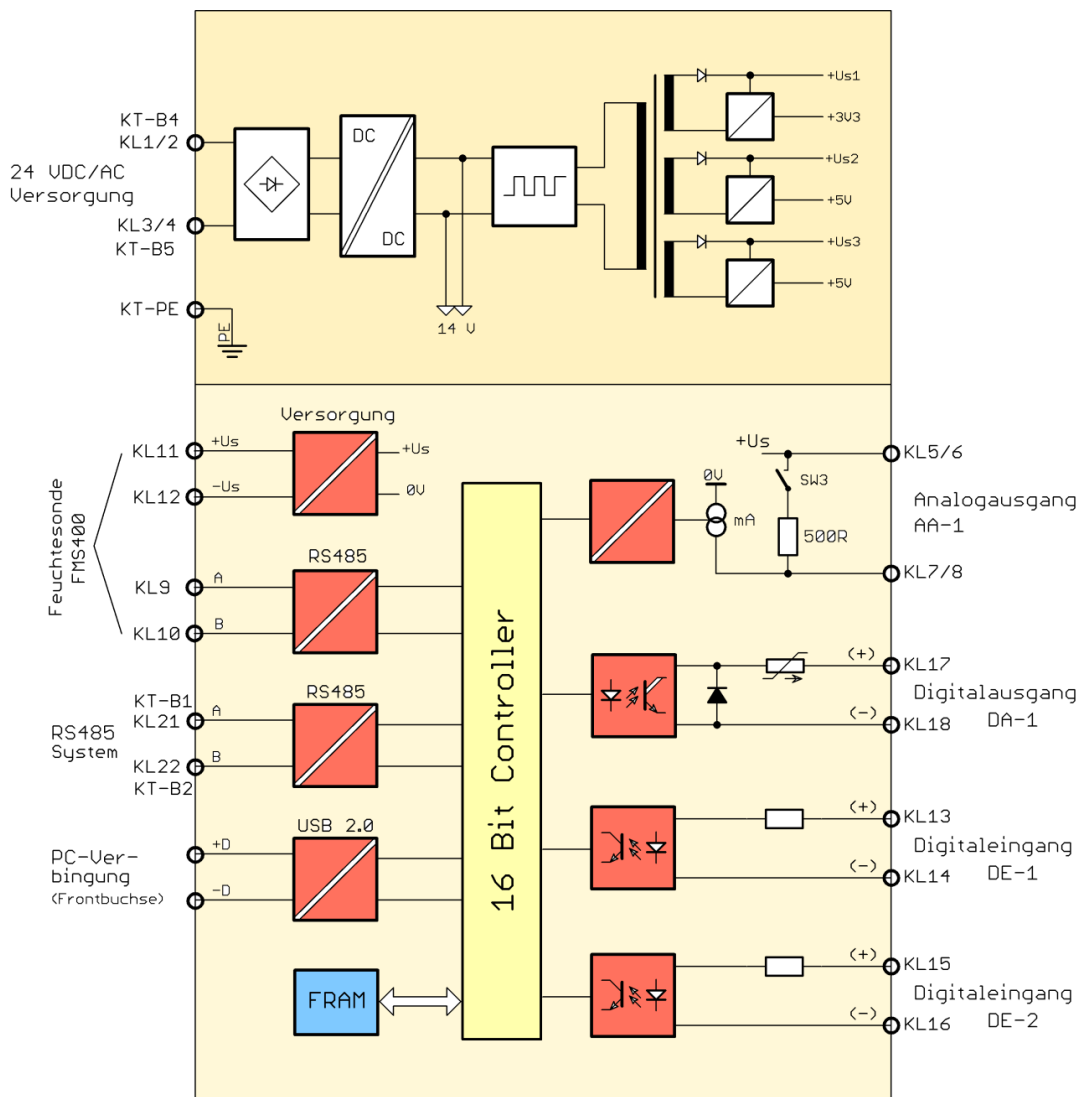 KT-B4
KL1/2
24 VDC/AC
Versorgung
KL3/4
KT-B5
KT-PE
PE
DC
DC
14 V
+Us1
+3V3
+Us2
+5V
+Us3
+5V
Versorgung
KL11
+Us
+Us
KL12
-Us
0V
Feuchtesonde
FMS400
RS485
KL9
A
KL10
B
RS485
KT-B1
KL21
A
RS485
System
KL22
B
KT-B2
USB 2.0
+D
PC-Ver-
bingung
(Frontbuchse)
-D
FRAM
16 Bit Controller
+Us
KL5/6
0V
SW3
mA
500R
Analogausgang
AA-1
KL7/8
(+)
KL17
Digitalausgang
DA-1
(-)
KL18
(+)
KL13
Digitaleingang
DE-1
(-)
KL14
(+)
KL15
Digitaleingang
DE-2
(-)
KL16